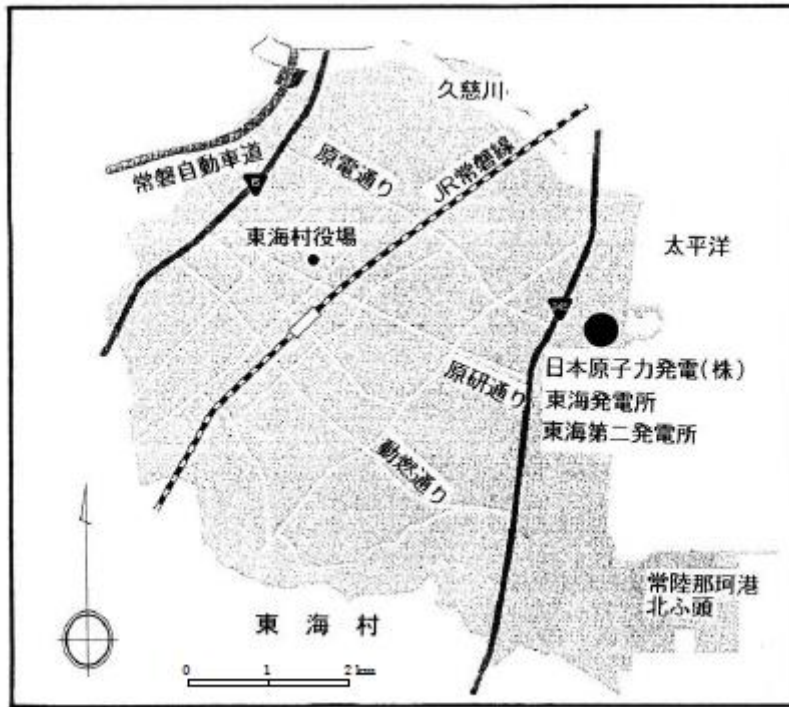 久慈川
常磐自動車道
原電通り
JR常磐線
6
東海村役場
太平洋
245
日本原子力発電(株)
東海発電所
東海第二発電所
原研通り
動燃通り
常陸那珂港
北ふ頭
東海村
0 1 2km